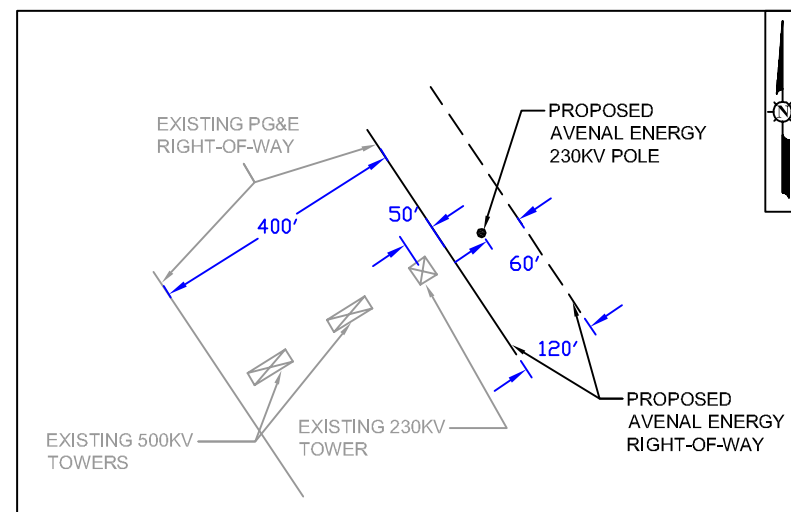 EXISTING PG&E
RIGHT-OF-WAY
PROPOSED
AVENAL ENERGY
230KV POLE
N
400'
50'
60'
120'
EXISTING 500KV
TOWERS
EXISTING 230KV
TOWER
PROPOSED
AVENAL ENERGY
RIGHT-OF-WAY